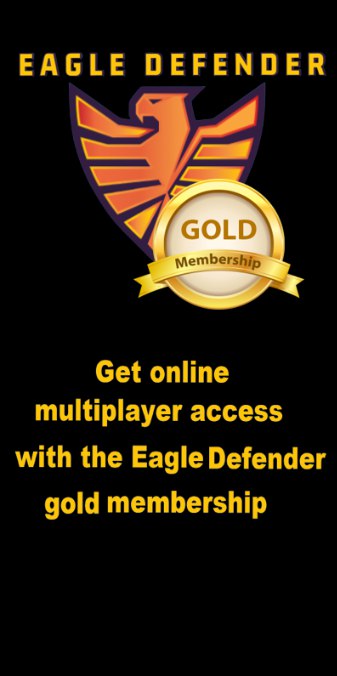 EAGLE DEFENDER
GOLD
Membership
Get online
multiplayer access
with the Eagle Defender
gold membership